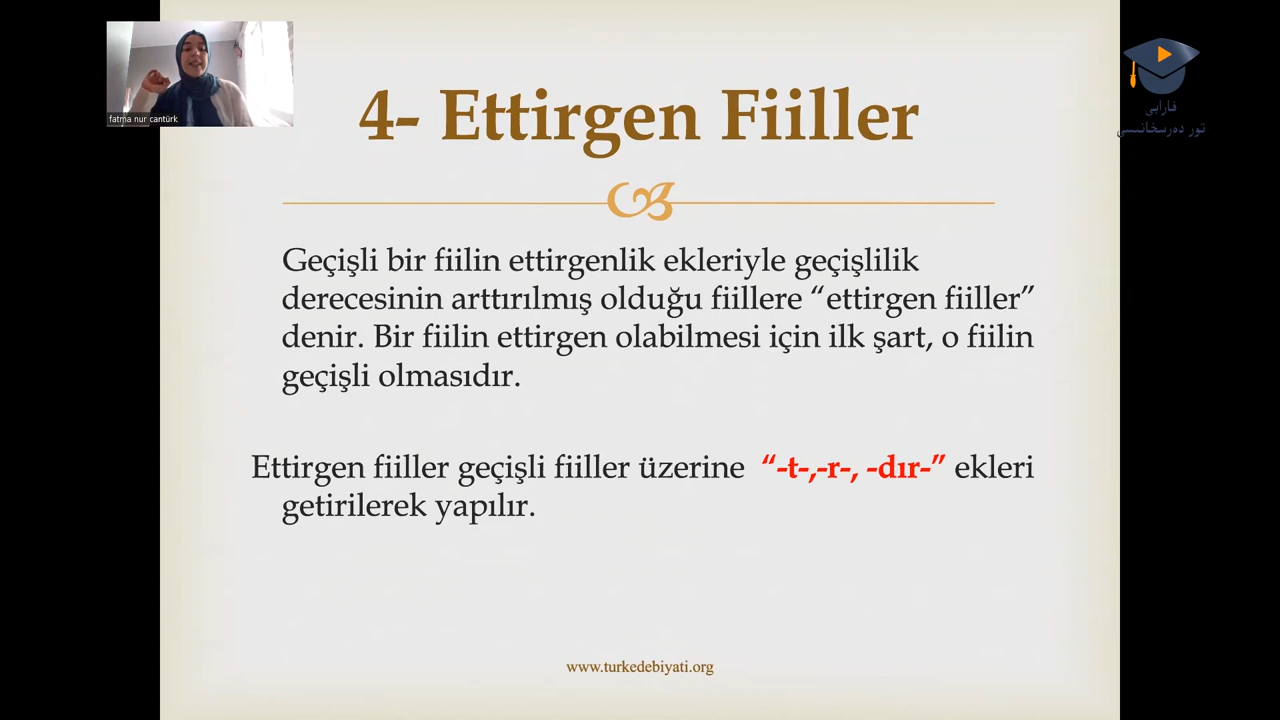 fatma nur cantürk
فارابى
تور دەرسخانىسى
4- Ettirgen Fiiller
Geçişli bir fiilin ettirgenlik ekleriyle geçişlilik
derecesinin arttırılmış olduğu fiillere “ettirgen fiiller”
denir. Bir fiilin ettirgen olabilmesi için ilk şart, o fiilin
geçişli olmasıdır.
Ettirgen fiiller geçişli fiiller üzerine “-t-,-r-, -dır-” ekleri
getirilerek yapılır.
www.turkedebiyati.org